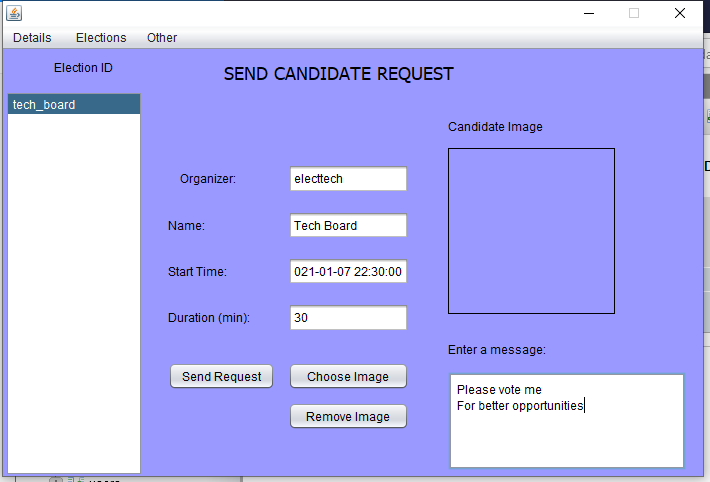 Details Elections Other
Election ID
SEND CANDIDATE REQUEST
tech_board
Candidate Image
Organizer: electtech
Name: Tech Board
Start Time: 021-01-07 22:30:00
Duration (min): 30
Enter a message:
Send Request Choose Image
Please vote me
For better opportunities
Remove Image